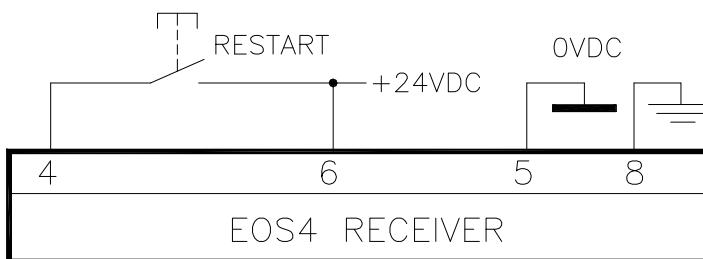 RESTART
0VDC
+24VDC
4 6 5 8
EOS4 RECEIVER